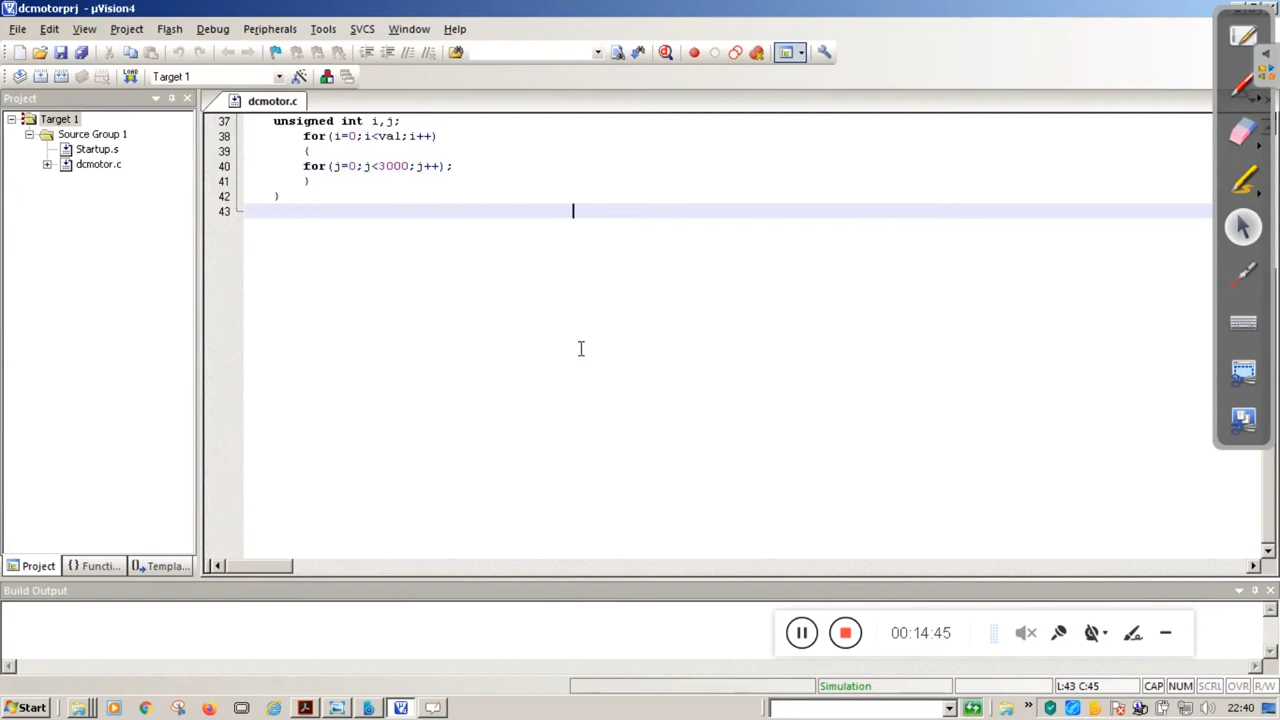 dcmotorprj - µVision4
File Edit View Project Flash Debug Peripherals Tools SVCS Window Help
LOAD Target 1
Project
dcmotor.c
Target 1
Source Group 1
Startup.s
dcmotor.c
37 unsigned int i,j;
38 for(i=0;i<val;i++)
39 {
40 for(j=0;j<3000;j++);
41 }
42 }
43
Project {} Functi... Templa...
Build Output
00:14:45
Simulation L:43 C:45 CAP NUM SCRL OVR R/W
Start 22:40